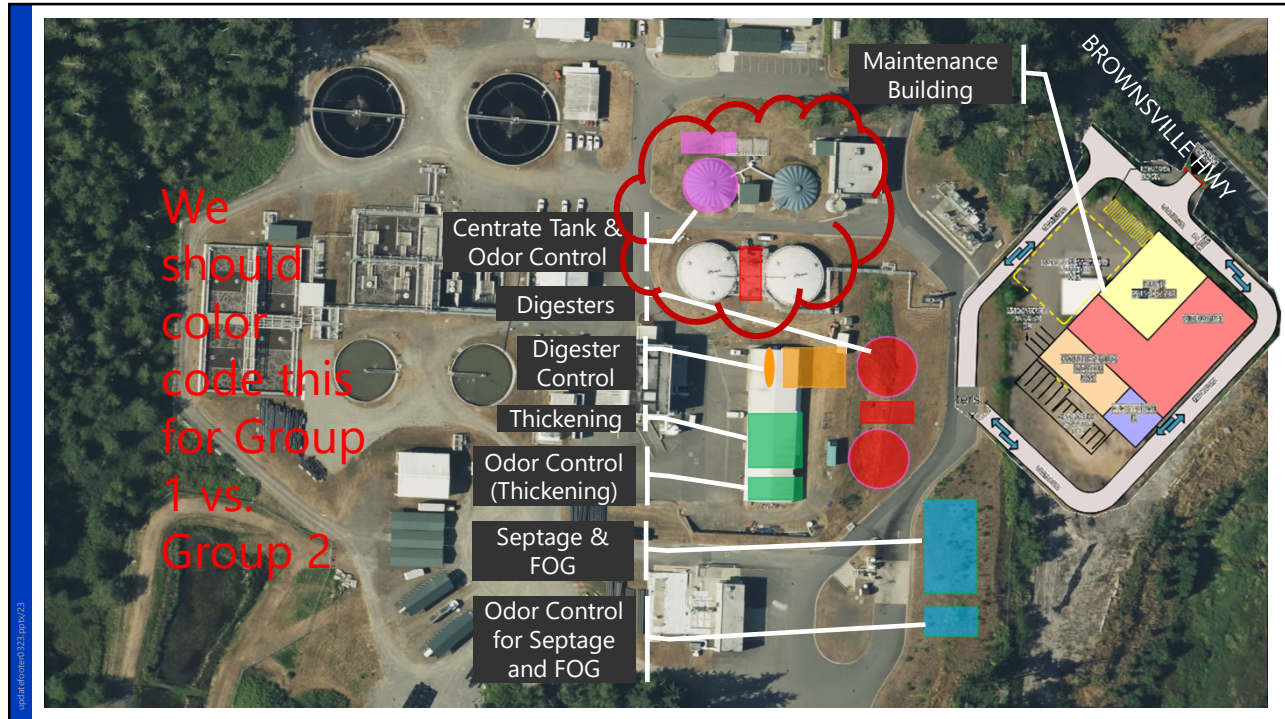 Maintenance
Building
BROWNSVILLE HWY
We
should
color
code this
for Group
1 vs.
Group 2
Centrate Tank &
Odor Control
Digesters
Digester
Control
Thickening
Odor Control
(Thickening)
Septage &
FOG
Odor Control
for Septage
and FOG
ters
updatefooter0323.pptx/23